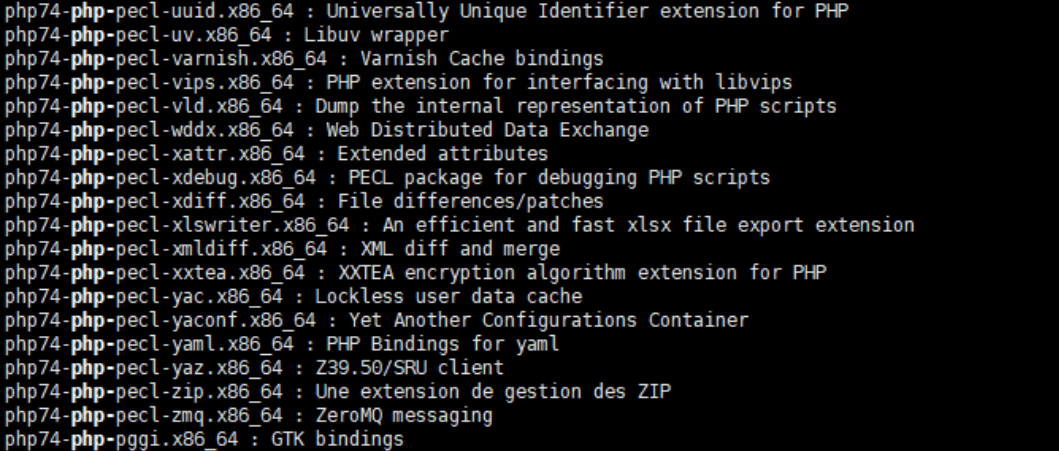 php74-php-pecl-uuid.x86_64 : Universally Unique Identifier extension for PHP
php74-php-pecl-uv.x86_64 : Libuv wrapper
php74-php-pecl-varnish.x86_64 : Varnish Cache bindings
php74-php-pecl-vips.x86_64 : PHP extension for interfacing with libvips
php74-php-pecl-vld.x86_64 : Dump the internal representation of PHP scripts
php74-php-pecl-wddx.x86_64 : Web Distributed Data Exchange
php74-php-pecl-xattr.x86_64 : Extended attributes
php74-php-pecl-xdebug.x86_64 : PECL package for debugging PHP scripts
php74-php-pecl-xdiff.x86_64 : File differences/patches
php74-php-pecl-xlswriter.x86_64 : An efficient and fast xlsx file export extension
php74-php-pecl-xmldiff.x86_64 : XML diff and merge
php74-php-pecl-xxtea.x86_64 : XXTEA encryption algorithm extension for PHP
php74-php-pecl-yac.x86_64 : Lockless user data cache
php74-php-pecl-yaconf.x86_64 : Yet Another Configurations Container
php74-php-pecl-yaml.x86_64 : PHP Bindings for yaml
php74-php-pecl-yaz.x86_64 : Z39.50/SRU client
php74-php-pecl-zip.x86_64 : Une extension de gestion des ZIP
php74-php-pecl-zmq.x86_64 : ZeroMQ messaging
php74-php-pggi.x86_64 : GTK bindings